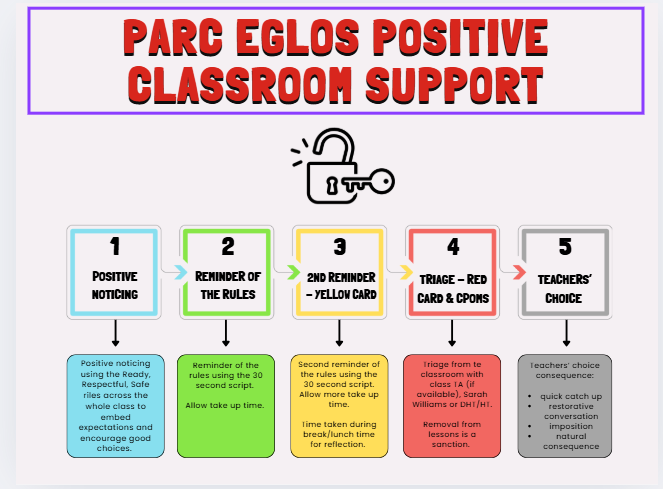 PARC EGLOS POSITIVE
CLASSROOM SUPPORT
1
POSITIVE
NOTICING
2
REMINDER OF
THE RULES
3
2ND REMINDER
– YELLOW CARD
4
TRIAGE – RED
CARD & CPOMS
5
TEACHERS'
CHOICE
Positive noticing
using the Ready,
Respectful, Safe
riles across the
whole class to
embed
expectations and
encourage good
choices.
Reminder of the
rules using the 30
second script.
Allow take up time.
Second reminder of
the rules using the
30 second script.
Allow more take up
time.
Time taken during
break/lunch time
for reflection.
Triage from te
classroom with
class TA (if
available), Sarah
Williams or DHT/HT.
Removal from
lessons is a
sanction.
Teachers' choice
consequence:
• quick catch up
• restorative
conversation
• imposition
• natural
consequence